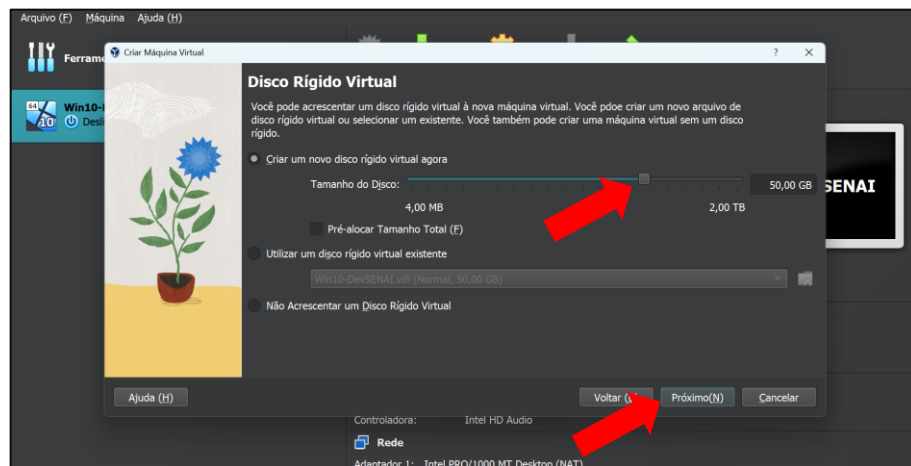 Arquivo (F) Máquina Ajuda (H)
Criar Máquina Virtual
? X
Disco Rígido Virtual
Você pode acrescentar um disco rígido virtual à nova máquina virtual. Você pdoe criar um novo arquivo de
disco rígido virtual ou selecionar um existente. Você também pode criar uma máquina virtual sem um disco
rígido.
64
10
Criar um novo disco rígido virtual agora
Tamanho do Disco:
50,00 GB
SENAI
4,00 MB 2,00 TB
Pré-alocar Tamanho Total (F)
Utilizar um disco rígido virtual existente
Win10-DevSENAI.vdi (Normal, 50,00 GB)
Não Acrescentar um Disco Rígido Virtual
Ajuda (H) Voltar Próximo(N) Cancelar
Controladora: Intel HD Audio
Rede
Adaptador 1: Intel PRO/1000 MT Desktop (NAT)